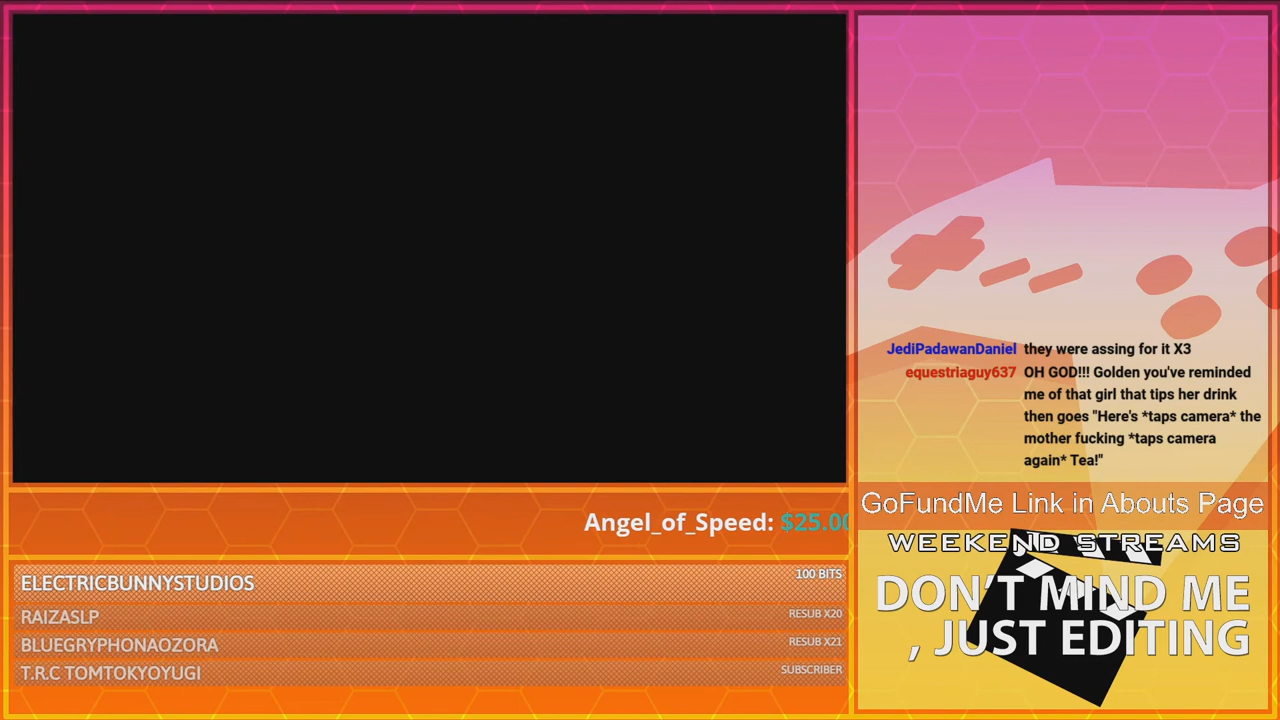 JediPadawanDaniel they were assing for it X3
equestriaguy637 OH GOD!!! Golden you've reminded
me of that girl that tips her drink
then goes "Here's *taps camera* the
mother fucking *taps camera
again* Tea!"
GoFundMe Link in Abouts Page
Angel_of_Speed: $25.00
WEEKEND STREAMS
DON'T MIND ME
, JUST EDITING
ELECTRICBUNNYSTUDIOS 100 BITS
RAIZASLP RESUB X20
BLUEGRYPHONAOZORA RESUB X21
T.R.C TOMTOKYOYUGI SUBSCRIBER